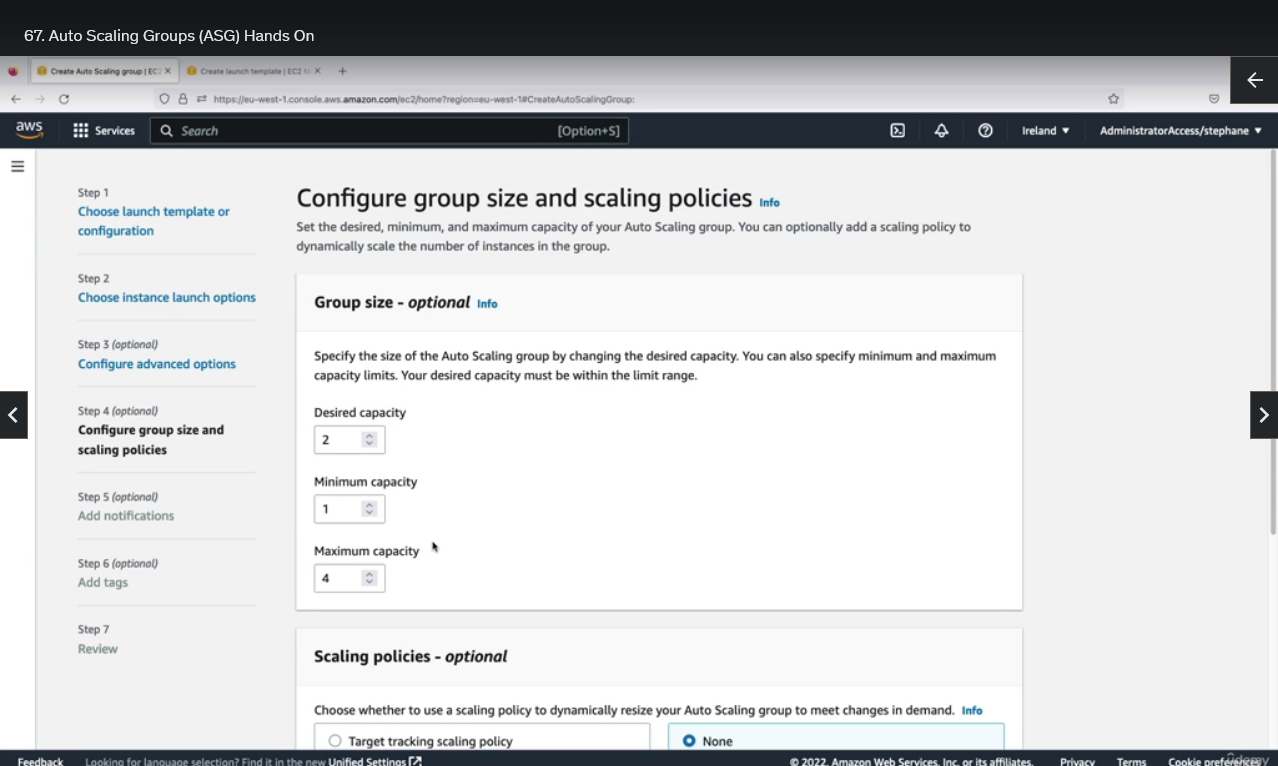 67. Auto Scaling Groups (ASG) Hands On
Create Auto Scaling group | EC2
Create launch template | EC2 M
https://eu-west-1.console.aws.amazon.com/ec2/home?region=eu-west-1#CreateAutoScalingGroup:
aws
Services
Search
[Option+S]
Ireland
AdministratorAccess/stephane
Step 1
Choose launch template or
configuration
Step 2
Choose instance launch options
Step 3 (optional)
Configure advanced options
Step 4 (optional)
Configure group size and
scaling policies
Step 5 (optional)
Add notifications
Step 6 (optional)
Add tags
Step 7
Review
Configure group size and scaling policies Info
Set the desired, minimum, and maximum capacity of your Auto Scaling group. You can optionally add a scaling policy to
dynamically scale the number of instances in the group.
Group size - optional Info
Specify the size of the Auto Scaling group by changing the desired capacity. You can also specify minimum and maximum
capacity limits. Your desired capacity must be within the limit range.
Desired capacity
2
Minimum capacity
1
Maximum capacity
4
Scaling policies - optional
Choose whether to use a scaling policy to dynamically resize your Auto Scaling group to meet changes in demand. Info
Target tracking scaling policy
None
Feedback
Looking for language selection? Find it in the new Unified Settings
© 2022, Amazon Web Services, Inc. or its affiliates.
Privacy
Terms
Cookie preferences
Udemy